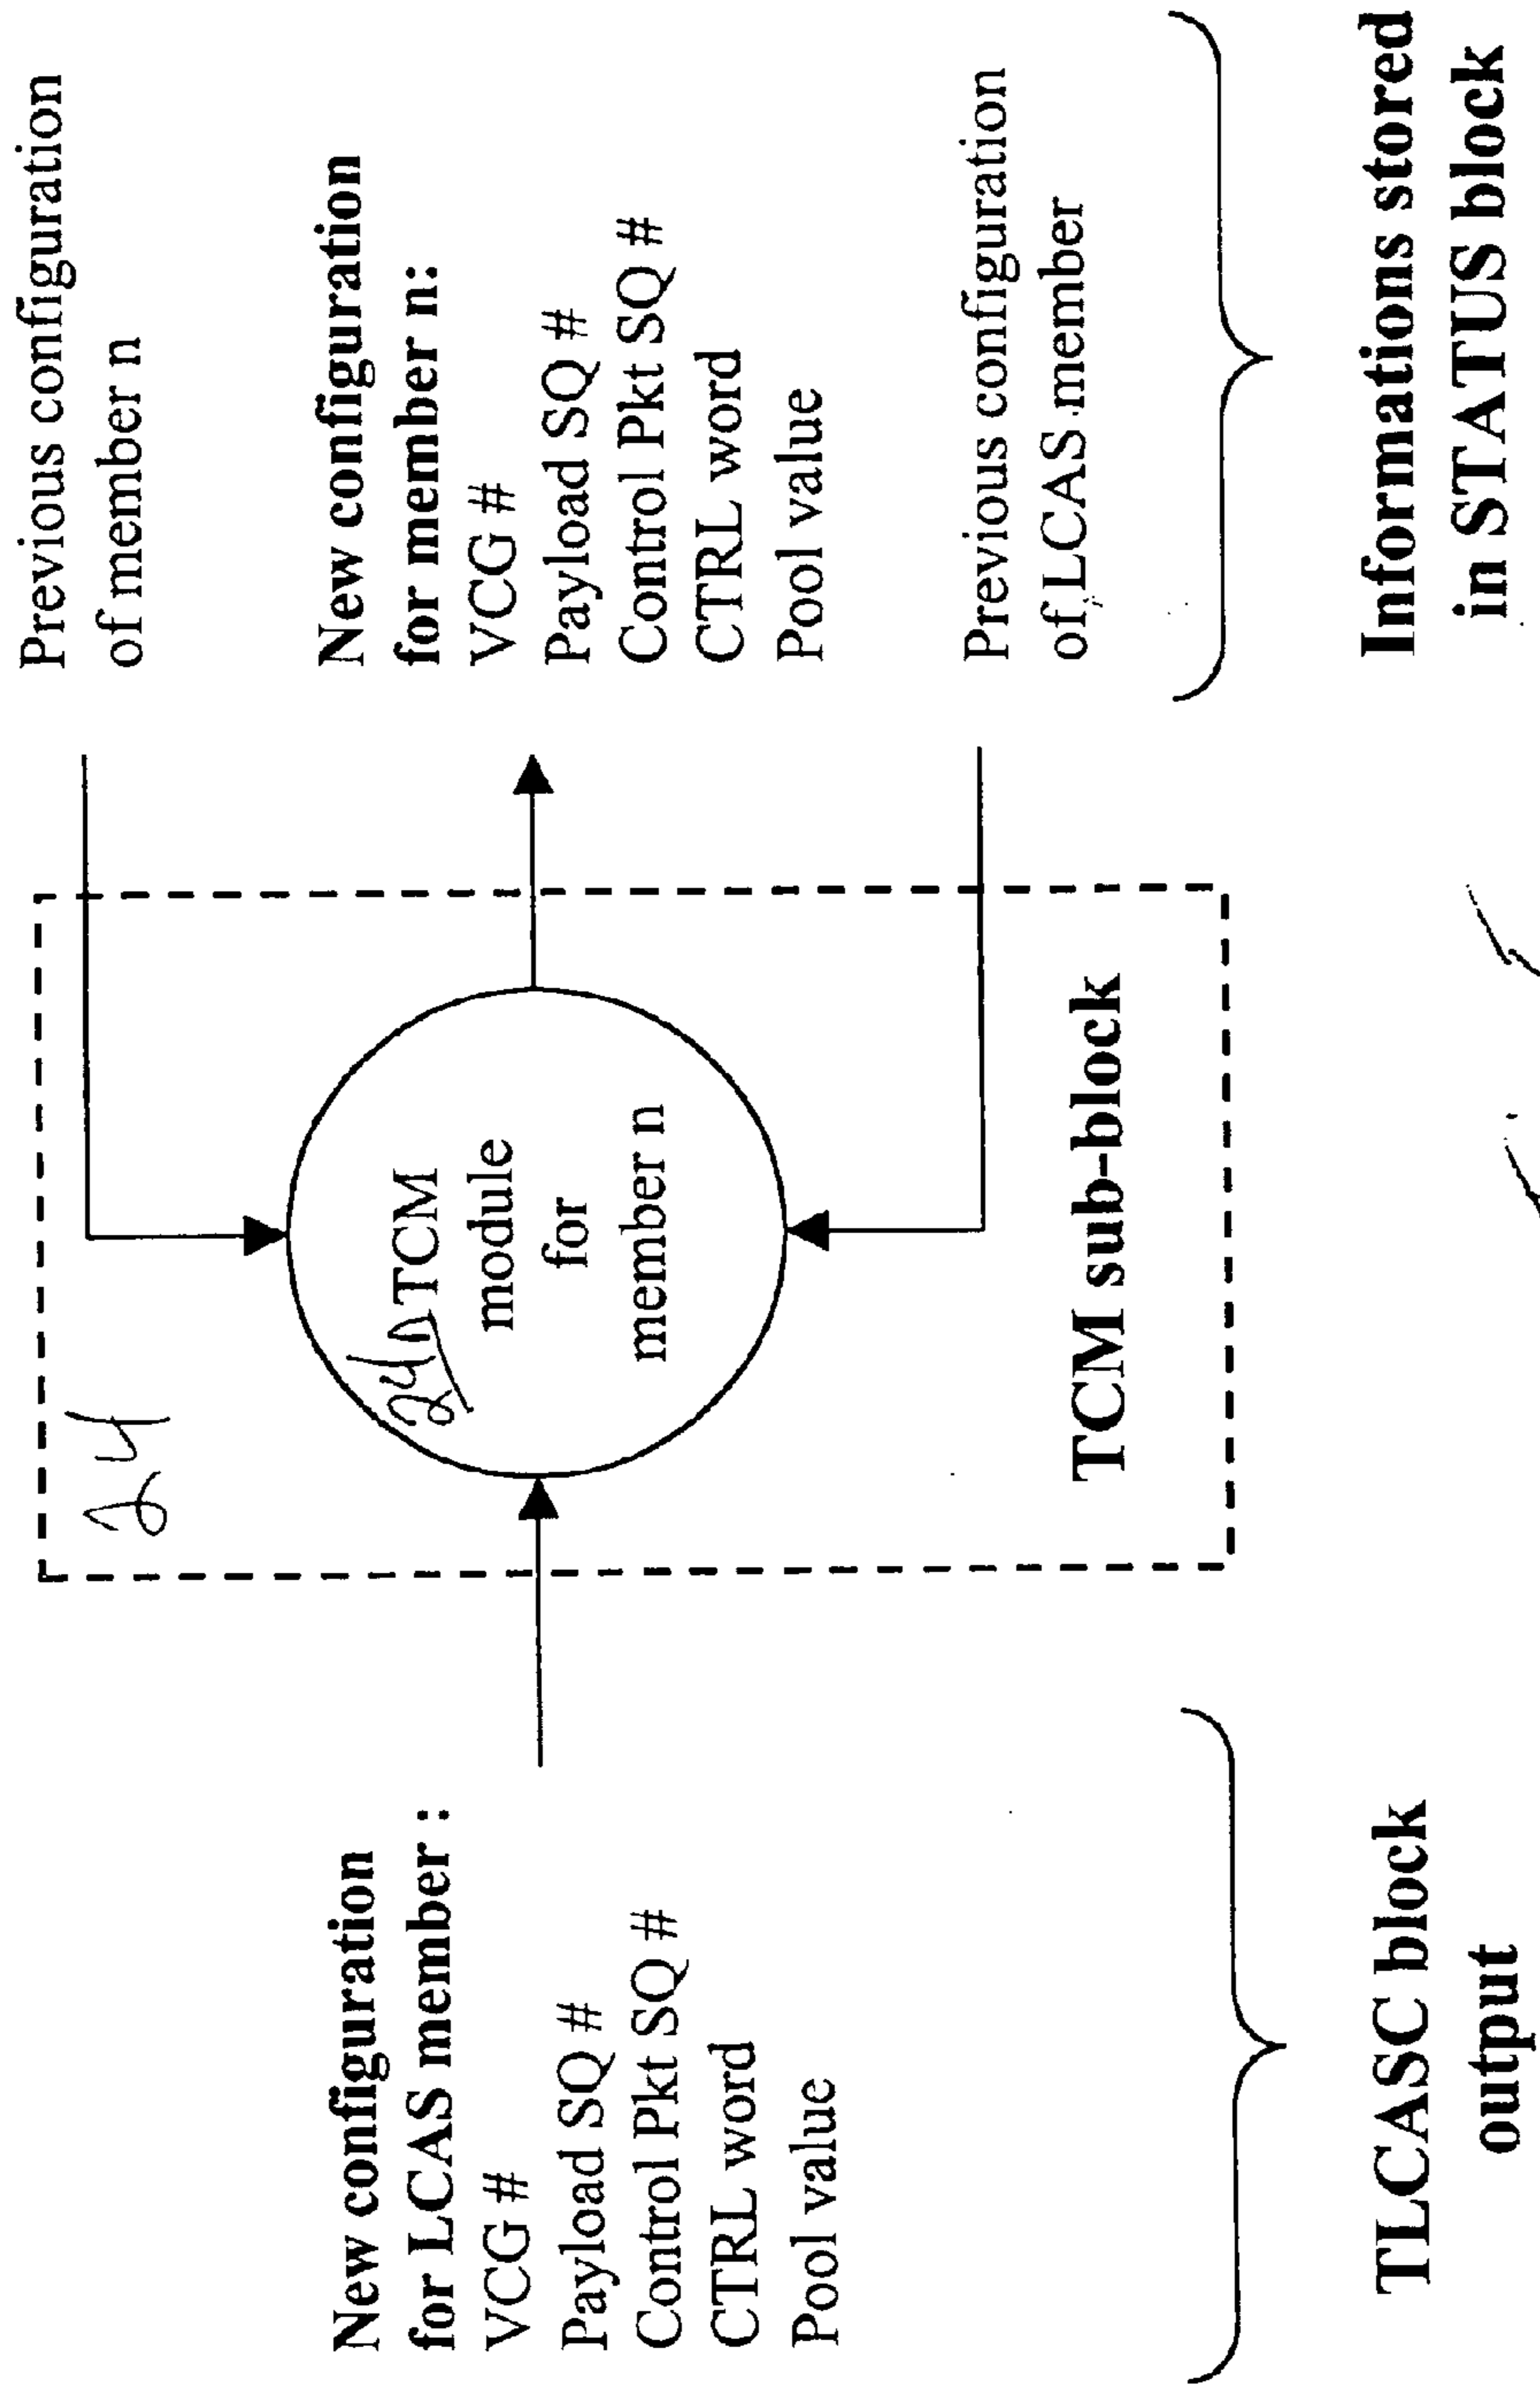 New configuration
for LCAS member :
VCG #
Payload SQ #
Control Pkt SQ #
CTRL word
Pool value
TLCASC block
output
24
24n TCM
module
for
member n
TCM sub-block
Previous configuration
of member n
New configuration
for member n:
VCG #
Payload SQ #
Control Pkt SQ #
CTRL word
Pool value
Previous configuration
of LCAS member
Informations stored
in STATUS block